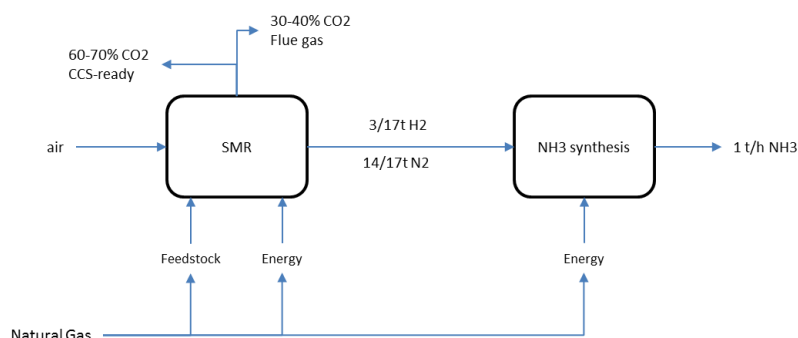 30-40% CO2
Flue gas
60-70% CO2
CCS-ready
air
SMR
3/17t H2
14/17t N2
NH3 synthesis
1 t/h NH3
Feedstock
Energy
Energy
Natural Gas